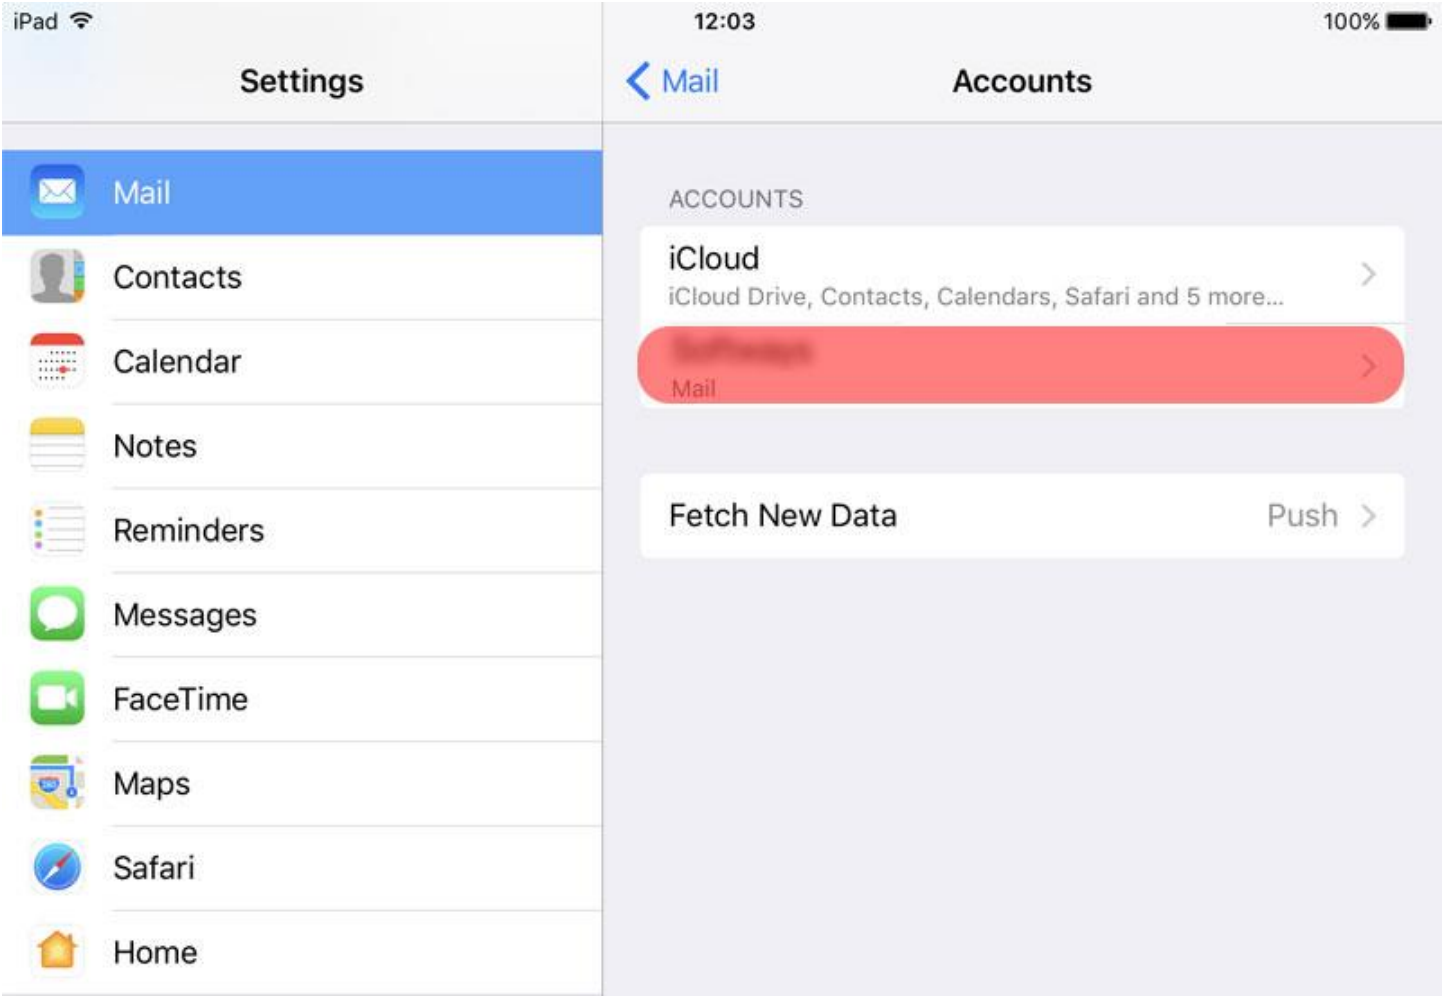 iPad
12:03
100%
Settings
Mail
Accounts
Mail
Contacts
Calendar
Notes
Reminders
Messages
FaceTime
Maps
Safari
Home
ACCOUNTS
iCloud
iCloud Drive, Contacts, Calendars, Safari and 5 more...
Mail
Fetch New Data
Push